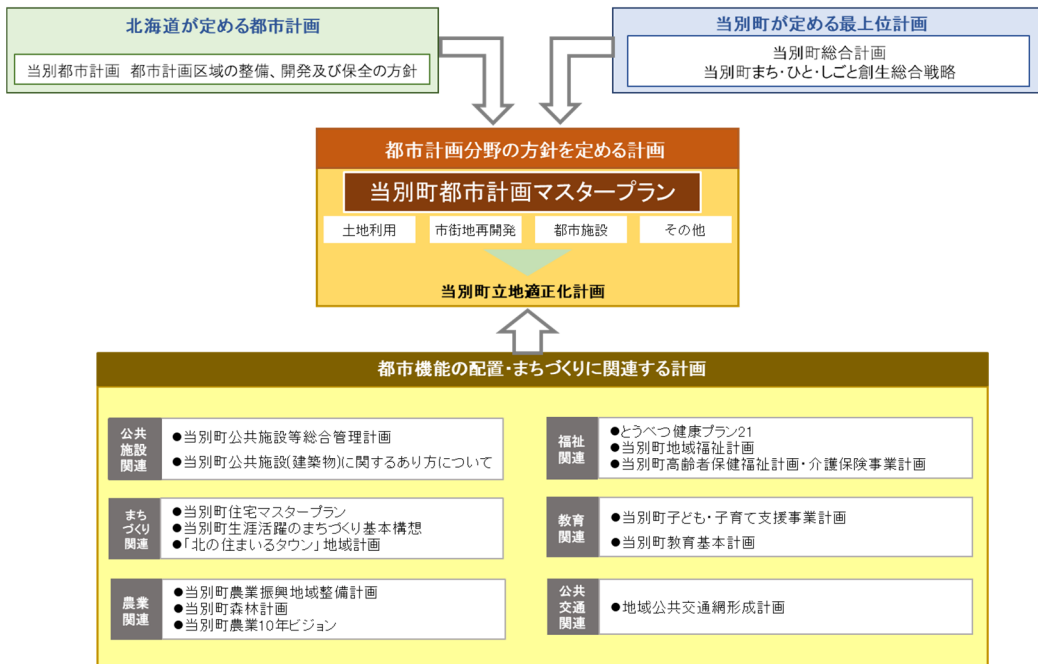 北海道が定める都市計画
当別都市計画 都市計画区域の整備、開発及び保全の方針
当別町が定める最上位計画
当別町総合計画
当別町まち・ひと・しごと創生総合戦略
都市計画分野の方針を定める計画
当別町都市計画マスタープラン
土地利用
市街地再開発
都市施設
その他
当別町立地適正化計画
都市機能の配置・まちづくりに関連する計画
公共
施設
関連
●当別町公共施設等総合管理計画
●当別町公共施設(建築物)に関するあり方について
まち
づくり
関連
●当別町住宅マスタープラン
●当別町生涯活躍のまちづくり基本構想
●「北の住まいるタウン」地域計画
農業
関連
●当別町農業振興地域整備計画
●当別町森林計画
●当別町農業10年ビジョン
福祉
関連
●とうべつ健康プラン21
●当別町地域福祉計画
●当別町高齢者保健福祉計画・介護保険事業計画
教育
関連
●当別町子ども・子育て支援事業計画
●当別町教育基本計画
公共
交通
関連
●地域公共交通網形成計画